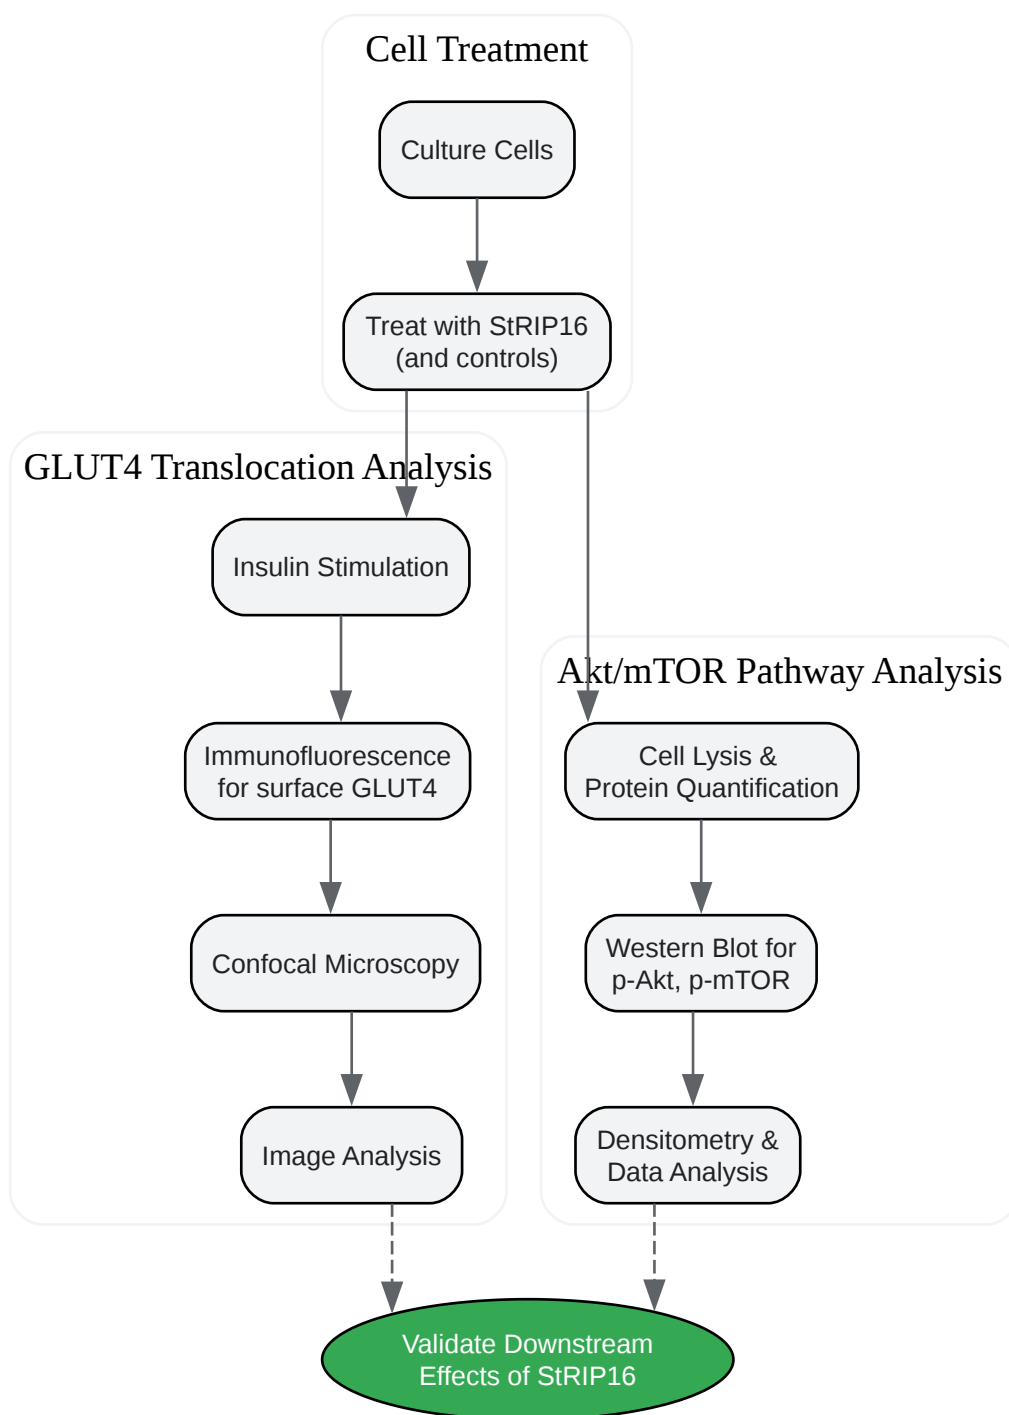 Cell Treatment
Culture Cells
Treat with StRIP16
(and controls)
GLUT4 Translocation Analysis
Insulin Stimulation
Immunofluorescence
for surface GLUT4
Confocal Microscopy
Image Analysis
Akt/mTOR Pathway Analysis
Cell Lysis &
Protein Quantification
Western Blot for
p-Akt, p-mTOR
Densitometry &
Data Analysis
Validate Downstream
Effects of StRIP16